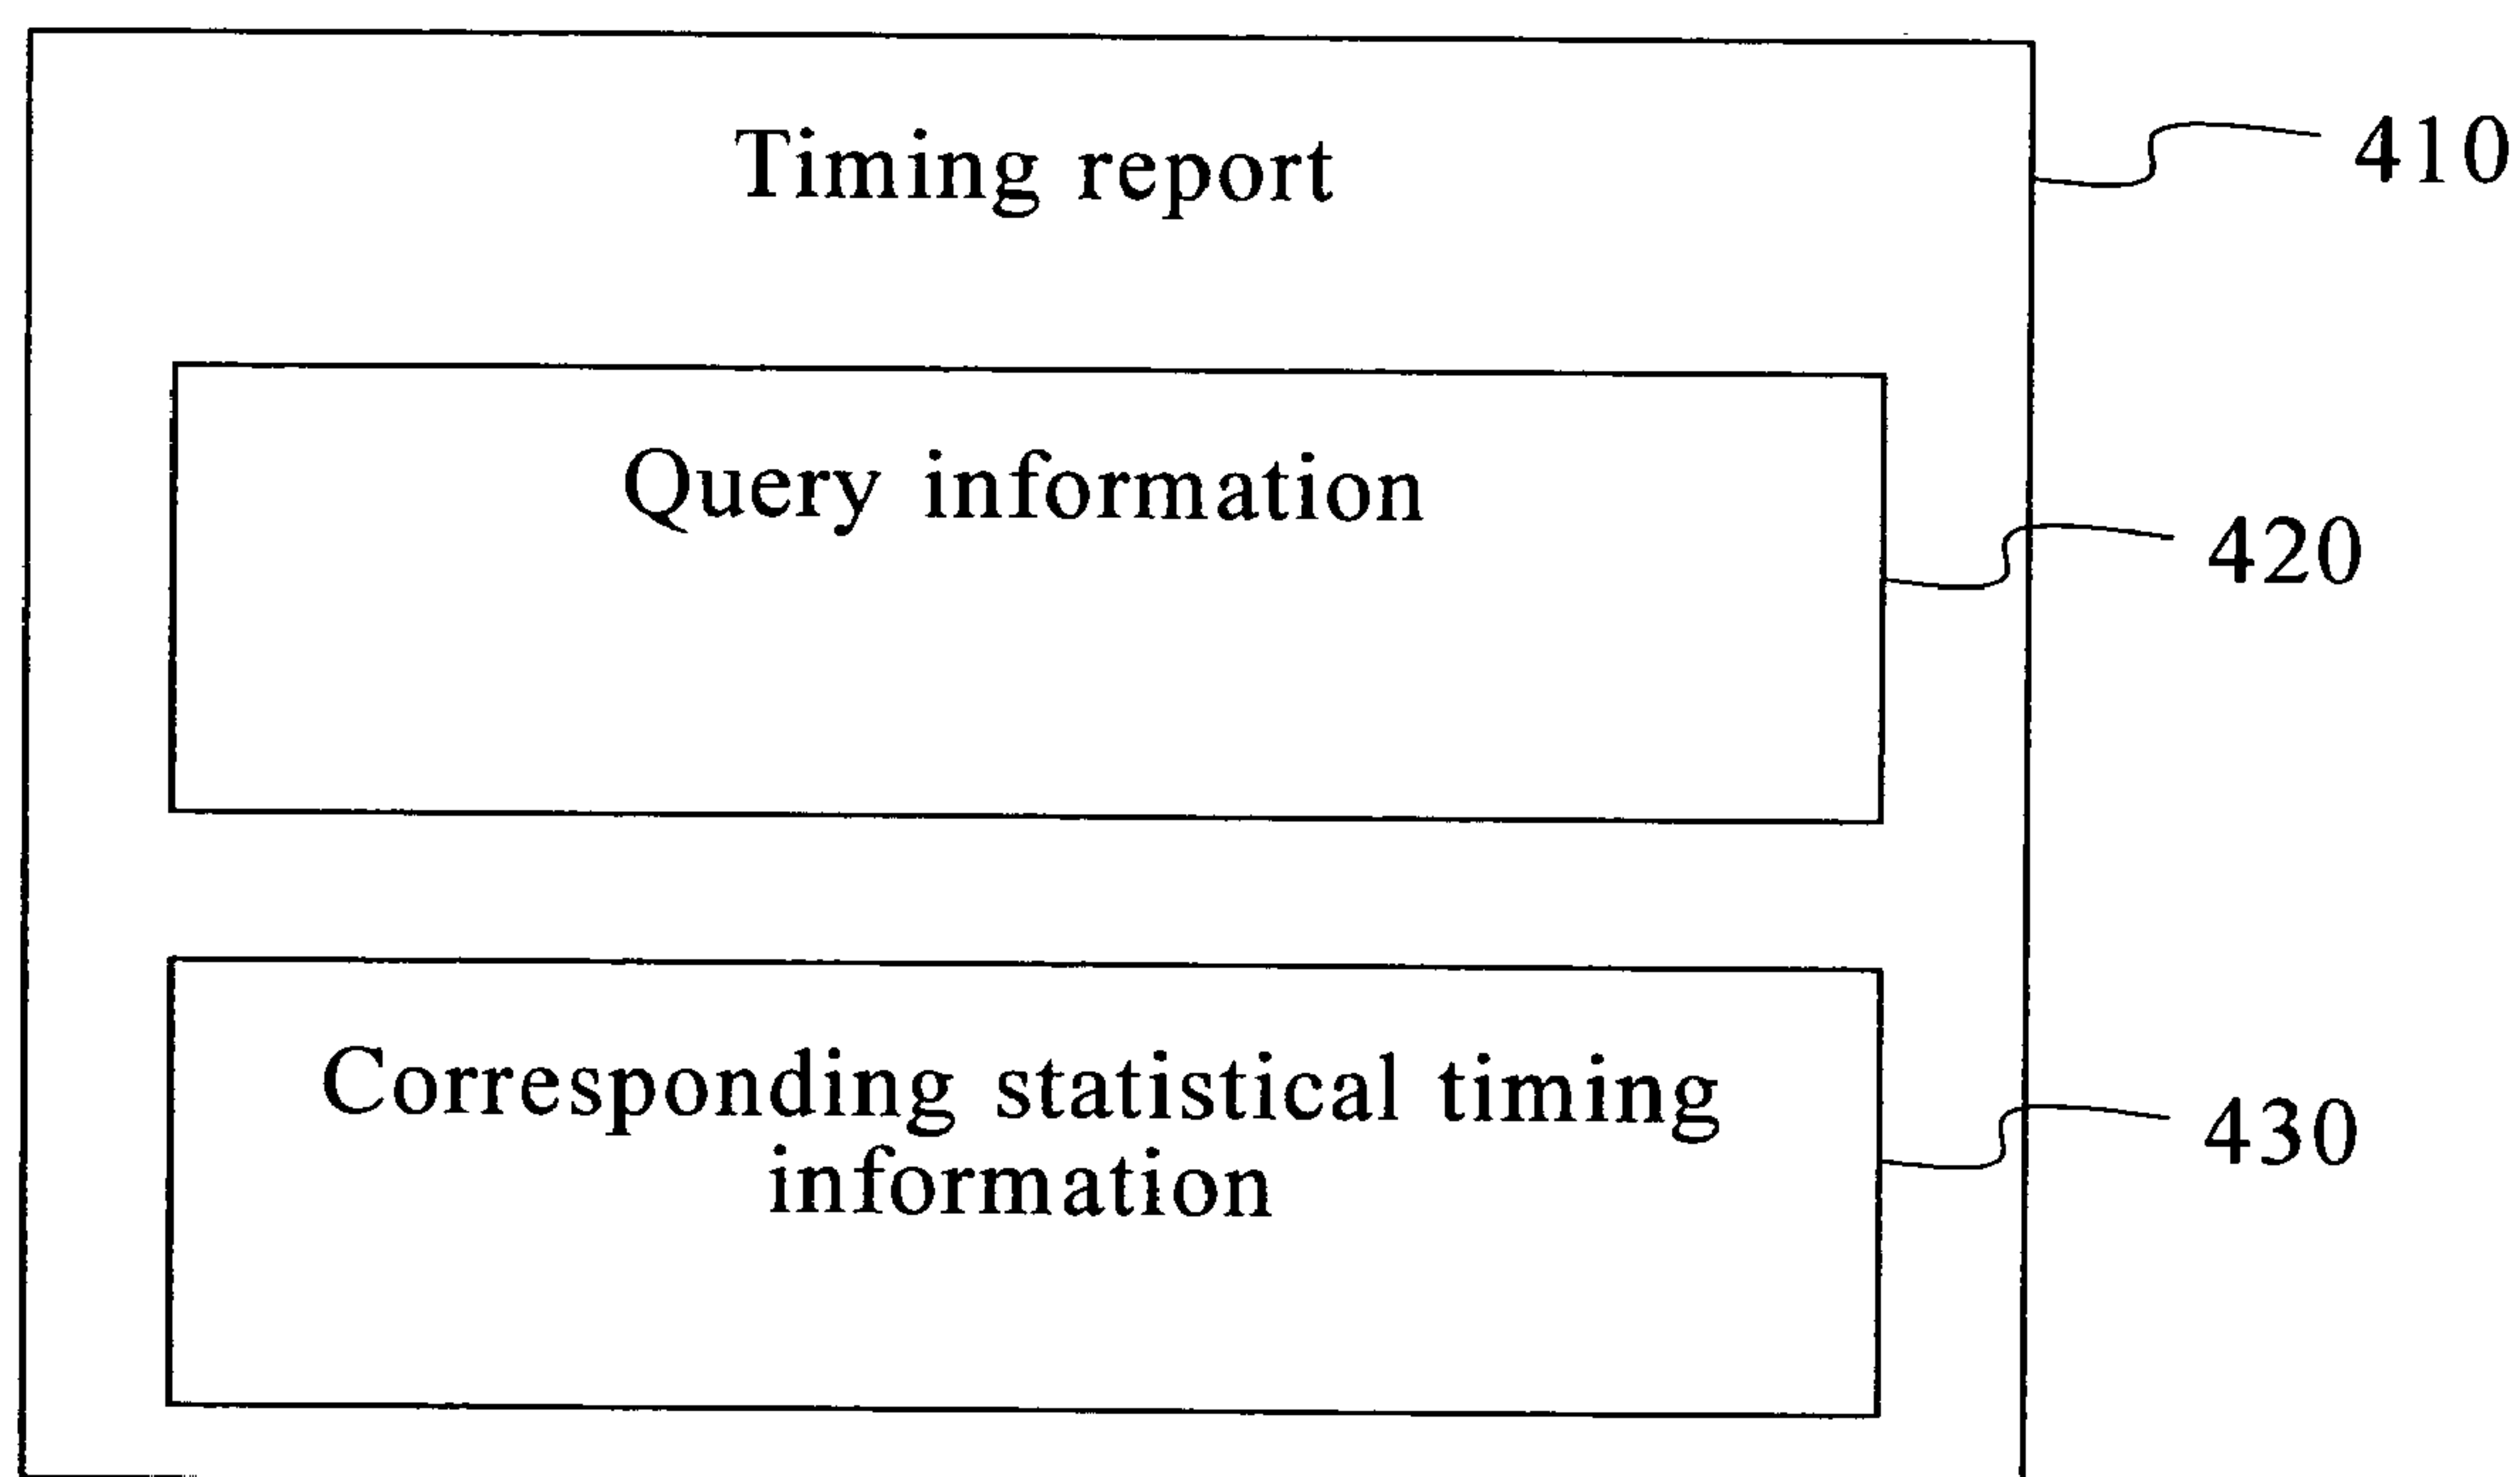 Timing report
410
Query information
420
Corresponding statistical timing
information
430